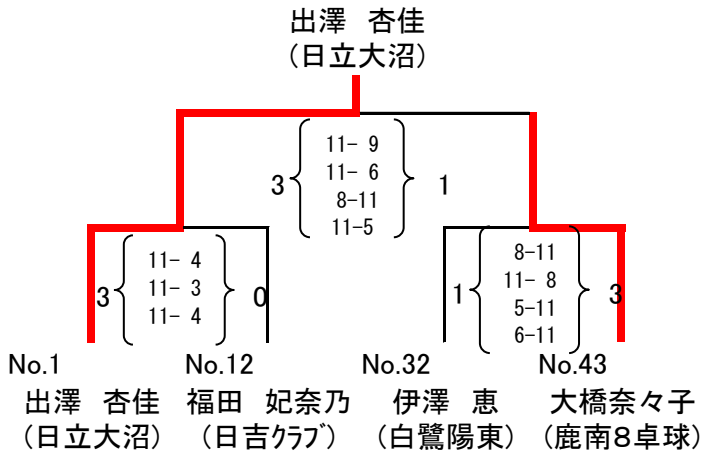 出澤　杏佳
（日立大沼）
11- 9
11- 6
3 8-11 1
11-5
11- 4
3 11- 3 0
11- 4
8-11
11- 8
1 5-11 3
6-11
No.1 No.12 No.32 No.43
出澤　杏佳 福田　妃奈乃 伊澤　恵 大橋奈々子
（日立大沼） （日吉ｸﾗﾌﾞ） （白鷺陽東） （鹿南８卓球）